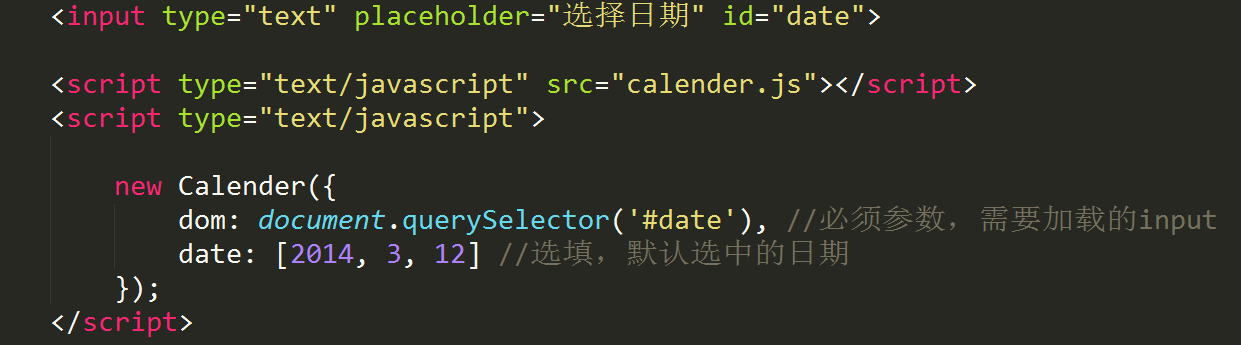 <input type="text" placeholder="选择日期" id="date">
<script type="text/javascript" src="calender.js"></script>
<script type="text/javascript">
new Calender({
dom: document.querySelector('#date'), //必须参数，需要加载的input
date: [2014, 3, 12] //选填，默认选中的日期
});
</script>